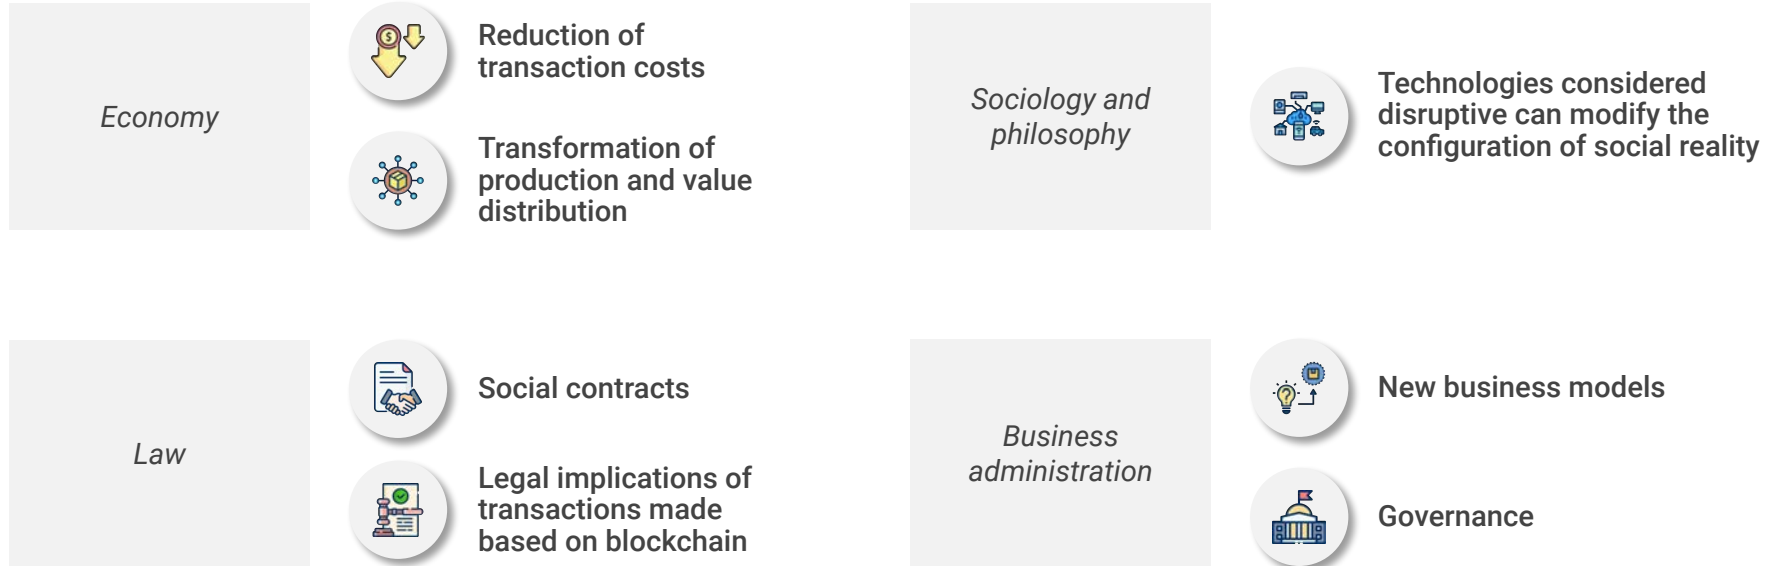 Economy
Reduction of
transaction costs
Transformation of
production and value
distribution
Sociology and
philosophy
Technologies considered
disruptive can modify the
configuration of social reality
Law
Social contracts
Legal implications of
transactions made
based on blockchain
Business
administration
New business models
Governance